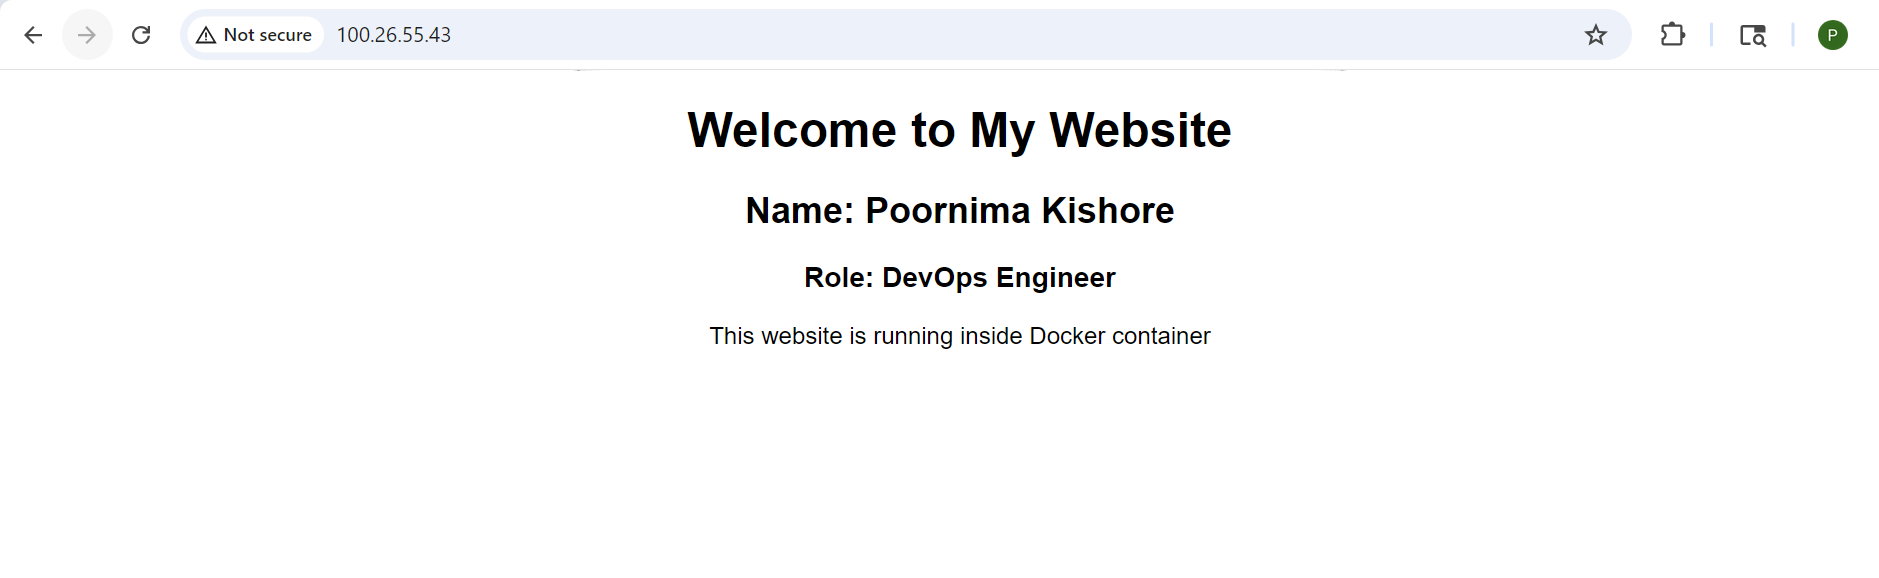 Not secure 100.26.55.43
P
Welcome to My Website
Name: Poornima Kishore
Role: DevOps Engineer
This website is running inside Docker container